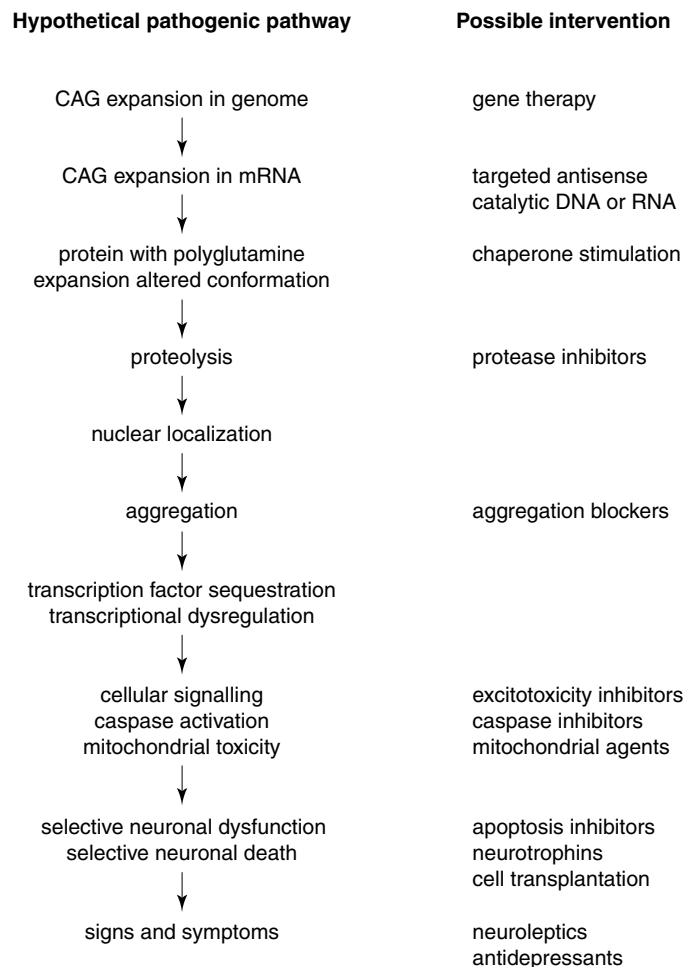 Hypothetical pathogenic pathway Possible intervention
CAG expansion in genome gene therapy
CAG expansion in mRNA targeted antisense
catalytic DNA or RNA
protein with polyglutamine chaperone stimulation
expansion altered conformation
proteolysis protease inhibitors
nuclear localization
aggregation aggregation blockers
transcription factor sequestration
transcriptional dysregulation
cellular signalling excitotoxicity inhibitors
caspase activation caspase inhibitors
mitochondrial toxicity mitochondrial agents
selective neuronal dysfunction apoptosis inhibitors
selective neuronal death neurotrophins
cell transplantation
signs and symptoms neuroleptics
antidepressants